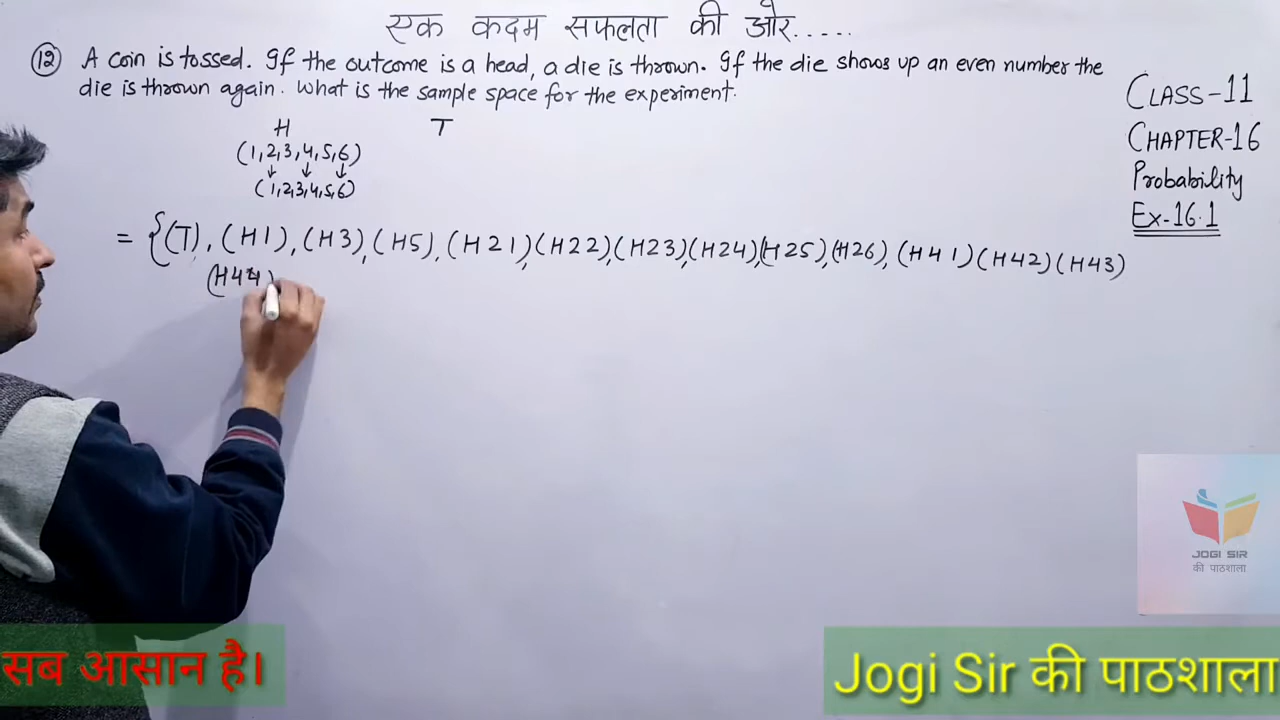 एक कदम सफलता की ओर.....
⑫ A coin is tossed. If the outcome is a head, a die is thrown. If the die shows up an even number the
die is thrown again. What is the sample space for the experiment.
CLASS-11
CHAPTER-16
Probability
Ex-16.1
H T
(1,2,3,4,5,6)
↓ ↓ ↓
(1,2,3,4,5,6)
= {(T), (H1), (H3), (H5), (H21), (H22), (H23), (H24), (H25), (H26), (H41) (H42) (H43)
(H44)
JOGI SIR
की पाठशाला
सब आसान है।
Jogi Sir की पाठशाला